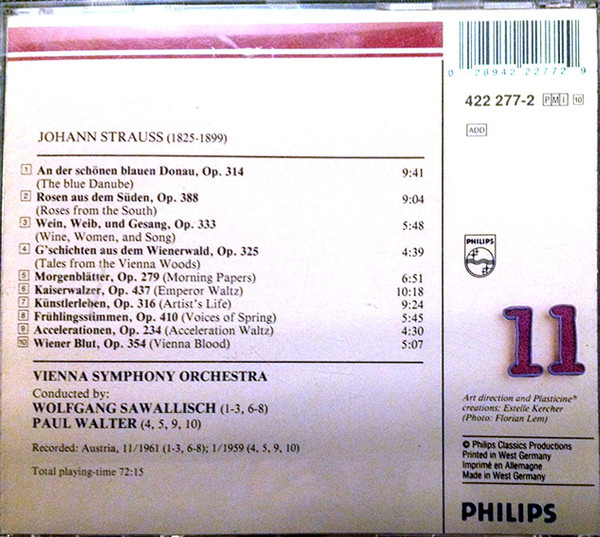 0 28942 22772 9
422 277-2 PMI 10
ADD
JOHANN STRAUSS (1825-1899)
1 An der schönen blauen Donau, Op. 314 9:41
(The blue Danube)
2 Rosen aus dem Süden, Op. 388 9:04
(Roses from the South)
3 Wein, Weib, und Gesang, Op. 333 5:48
(Wine, Women, and Song)
4 G'schichten aus dem Wienerwald, Op. 325 4:39
(Tales from the Vienna Woods)
5 Morgenblätter, Op. 279 (Morning Papers) 6:51
6 Kaiserwalzer, Op. 437 (Emperor Waltz) 10:18
7 Künstlerleben, Op. 316 (Artist's Life) 9:24
8 Frühlingsstimmen, Op. 410 (Voices of Spring) 5:45
9 Accelerationen, Op. 234 (Acceleration Waltz) 4:30
10 Wiener Blut, Op. 354 (Vienna Blood) 5:07
VIENNA SYMPHONY ORCHESTRA
Conducted by:
WOLFGANG SAWALLISCH (1-3, 6-8)
PAUL WALTER (4, 5, 9, 10)
Recorded: Austria, 11/1961 (1-3, 6-8); 1/1959 (4, 5, 9, 10)
Total playing-time 72:15
PHILIPS
11
Art direction and Plasticine®
creations: Estelle Kercher
(Photo: Florian Lem)
℗ Philips Classics Productions
Printed in West Germany
Imprimé en Allemagne
Made in West Germany
PHILIPS